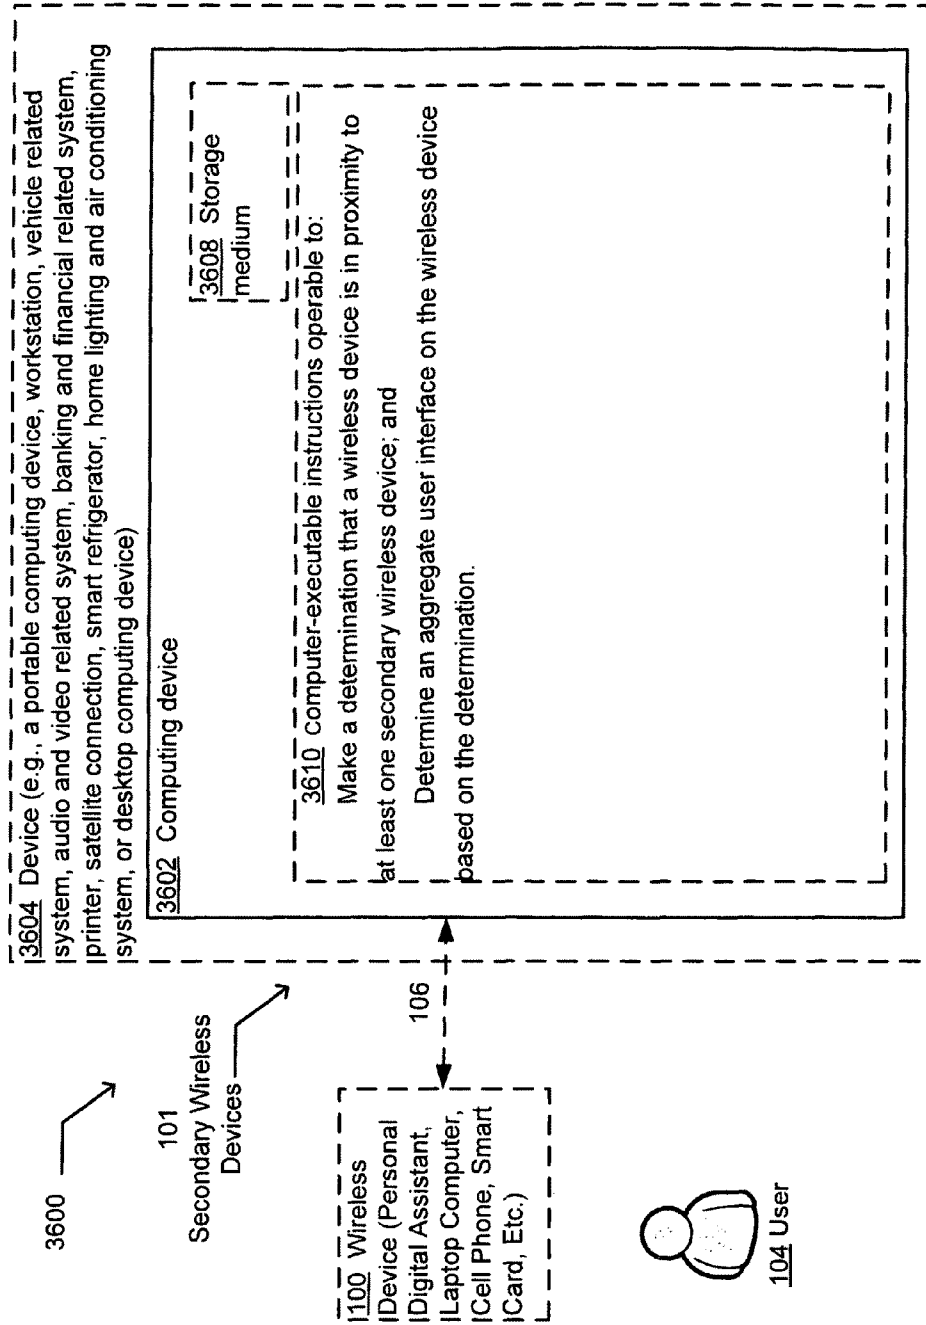 3600
101
Secondary Wireless
Devices
3604 Device (e.g., a portable computing device, workstation, vehicle related
system, audio and video related system, banking and financial related system,
printer, satellite connection, smart refrigerator, home lighting and air conditioning
system, or desktop computing device)
3602 Computing device
3608 Storage
medium
3610 Computer-executable instructions operable to:
Make a determination that a wireless device is in proximity to
at least one secondary wireless device; and
Determine an aggregate user interface on the wireless device
based on the determination.
106
100 Wireless
Device (Personal
Digital Assistant,
Laptop Computer,
Cell Phone, Smart
Card, Etc.)
104 User